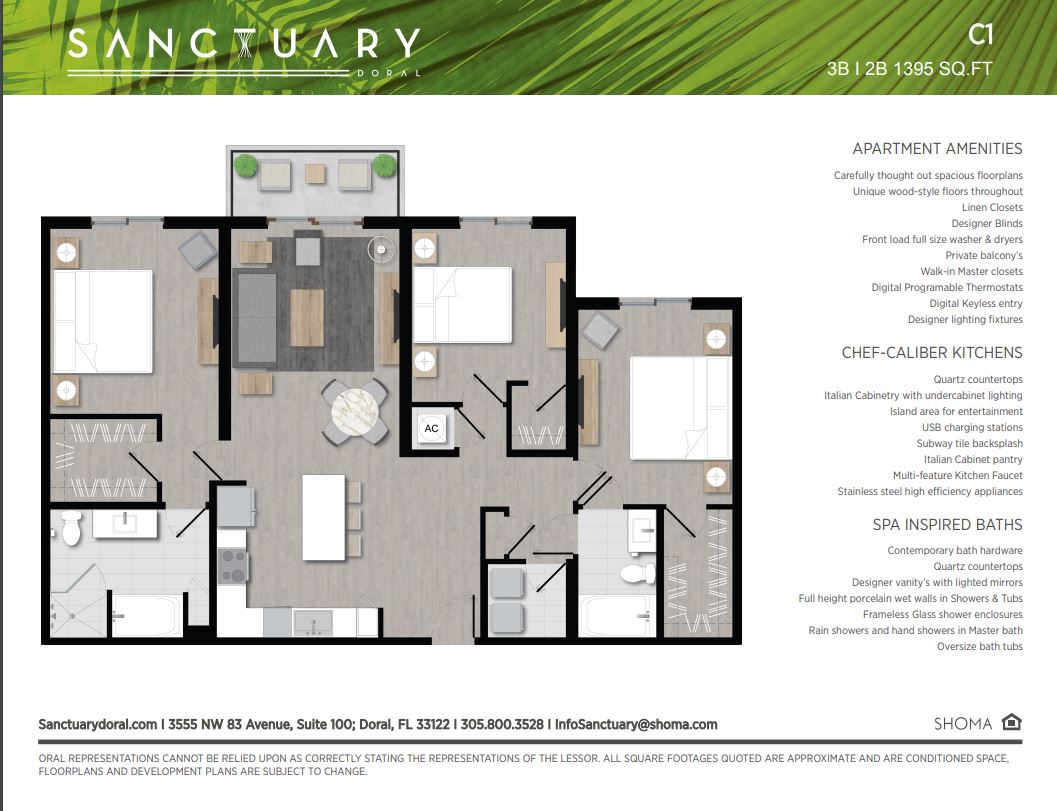 SANCTUARY
DORAL
C1
3B I 2B 1395 SQ.FT
APARTMENT AMENITIES
Carefully thought out spacious floorplans
Unique wood-style floors throughout
Linen Closets
Designer Blinds
Front load full size washer & dryers
Private balcony's
Walk-in Master closets
Digital Programable Thermostats
Digital Keyless entry
Designer lighting fixtures
CHEF-CALIBER KITCHENS
Quartz countertops
Italian Cabinetry with undercabinet lighting
Island area for entertainment
USB charging stations
Subway tile backsplash
Italian Cabinet pantry
Multi-feature Kitchen Faucet
Stainless steel high efficiency appliances
SPA INSPIRED BATHS
Contemporary bath hardware
Quartz countertops
Designer vanity's with lighted mirrors
Full height porcelain wet walls in Showers & Tubs
Frameless Glass shower enclosures
Rain showers and hand showers in Master bath
Oversize bath tubs
AC
Sanctuarydoral.com I 3555 NW 83 Avenue, Suite 100; Doral, FL 33122 I 305.800.3528 I InfoSanctuary@shoma.com
SHOMA
ORAL REPRESENTATIONS CANNOT BE RELIED UPON AS CORRECTLY STATING THE REPRESENTATIONS OF THE LESSOR. ALL SQUARE FOOTAGES QUOTED ARE APPROXIMATE AND ARE CONDITIONED SPACE,
FLOORPLANS AND DEVELOPMENT PLANS ARE SUBJECT TO CHANGE.